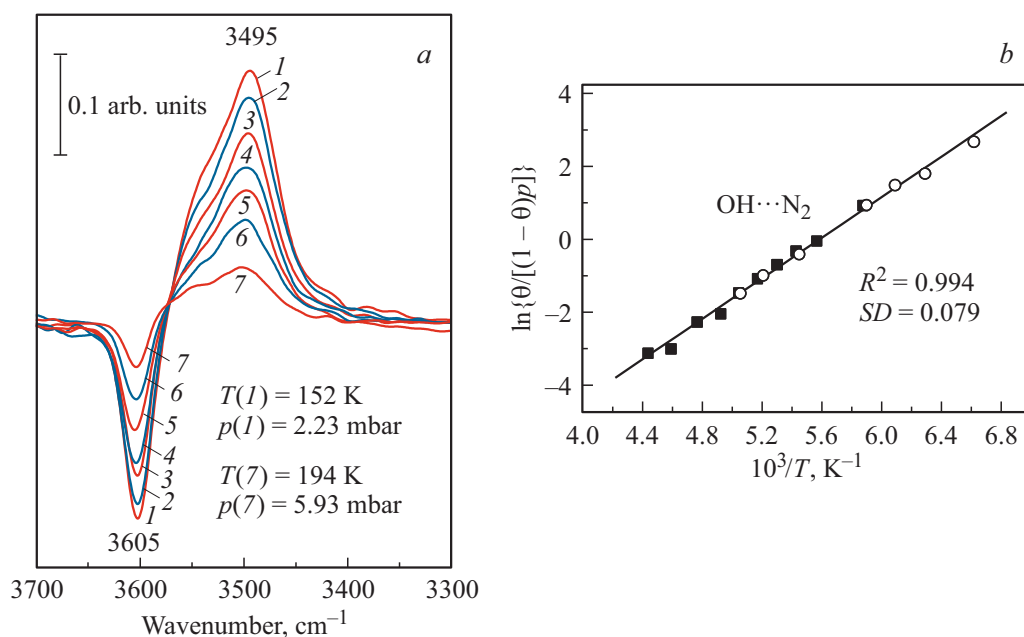 a
3495
0.1 arb. units
1
2
3
4
5
6
7
7
6
5
4
3
2
1
3605
T(1) = 152 K
p(1) = 2.23 mbar
T(7) = 194 K
p(7) = 5.93 mbar
3700 3600 3500 3400 3300
Wavenumber, cm⁻¹
b
ln{θ/[(1 – θ)p]}
4
2
0
–2
–4
OH···N₂
R² = 0.994
SD = 0.079
4.0 4.4 4.8 5.2 5.6 6.0 6.4 6.8
10³/T, K⁻¹